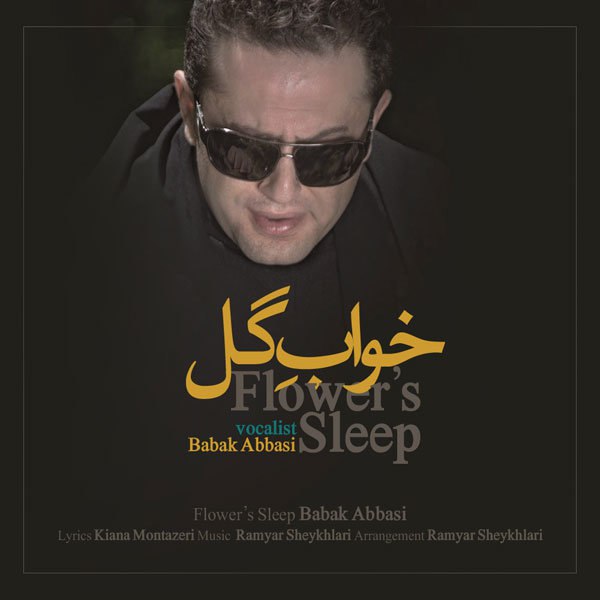 خوابِ گل
Flower's
vocalist
Babak Abbasi
Sleep
Flower's Sleep Babak Abbasi
Lyrics Kiana Montazeri Music Ramyar Sheykhlari Arrangement Ramyar Sheykhlari